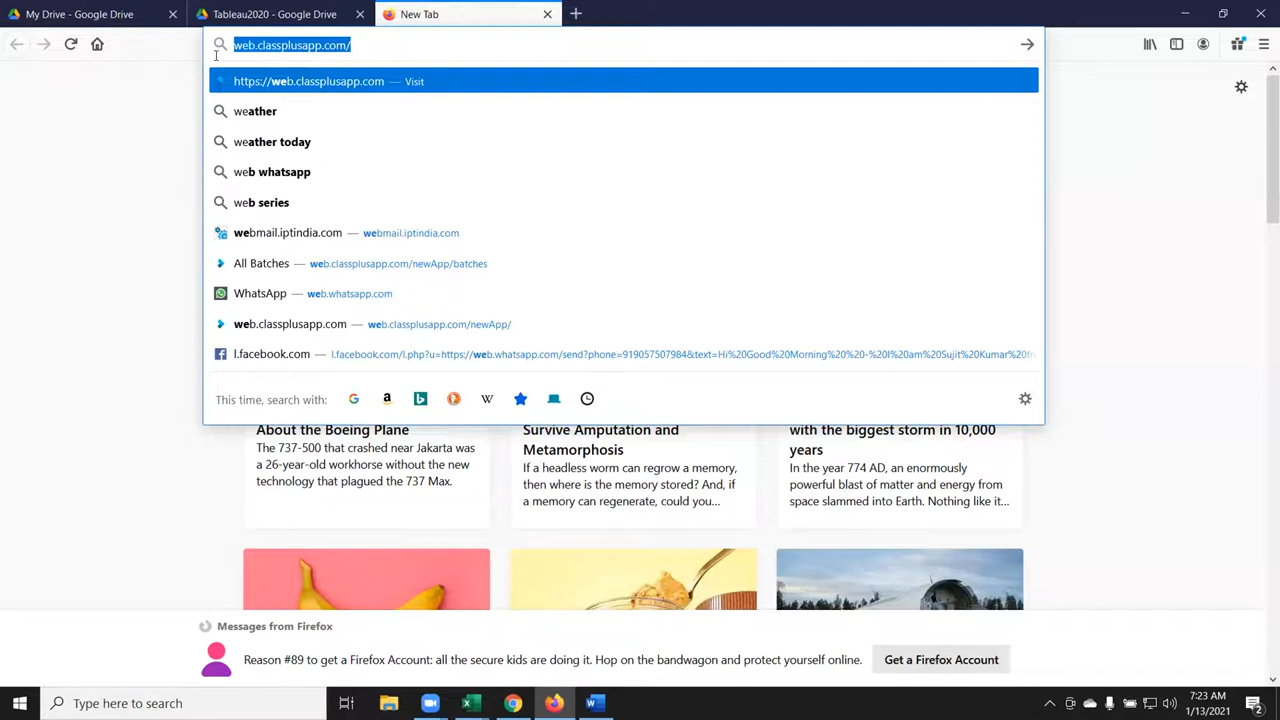 My Drive - Google Drive
Tableau2020 - Google Drive
New Tab
web.classplusapp.com/
https://web.classplusapp.com — Visit
weather
weather today
web whatsapp
web series
webmail.iptindia.com — webmail.iptindia.com
All Batches — web.classplusapp.com/newApp/batches
WhatsApp — web.whatsapp.com
web.classplusapp.com — web.classplusapp.com/newApp/
l.facebook.com — l.facebook.com/l.php?u=https://web.whatsapp.com/send?phone=919057507984&text=Hi%20Good%20Morning%20%20-%20I%20am%20Sujit%20Kumar%20fr
This time, search with:
About the Boeing Plane
The 737-500 that crashed near Jakarta was
a 26-year-old workhorse without the new
technology that plagued the 737 Max.
Survive Amputation and
Metamorphosis
If a headless worm can regrow a memory,
then where is the memory stored? And, if
a memory can regenerate, could you...
with the biggest storm in 10,000
years
In the year 774 AD, an enormously
powerful blast of matter and energy from
space slammed into Earth. Nothing like it...
Messages from Firefox
Reason #89 to get a Firefox Account: all the secure kids are doing it. Hop on the bandwagon and protect yourself online.
Get a Firefox Account
Type here to search
7:23 AM
1/13/2021
2